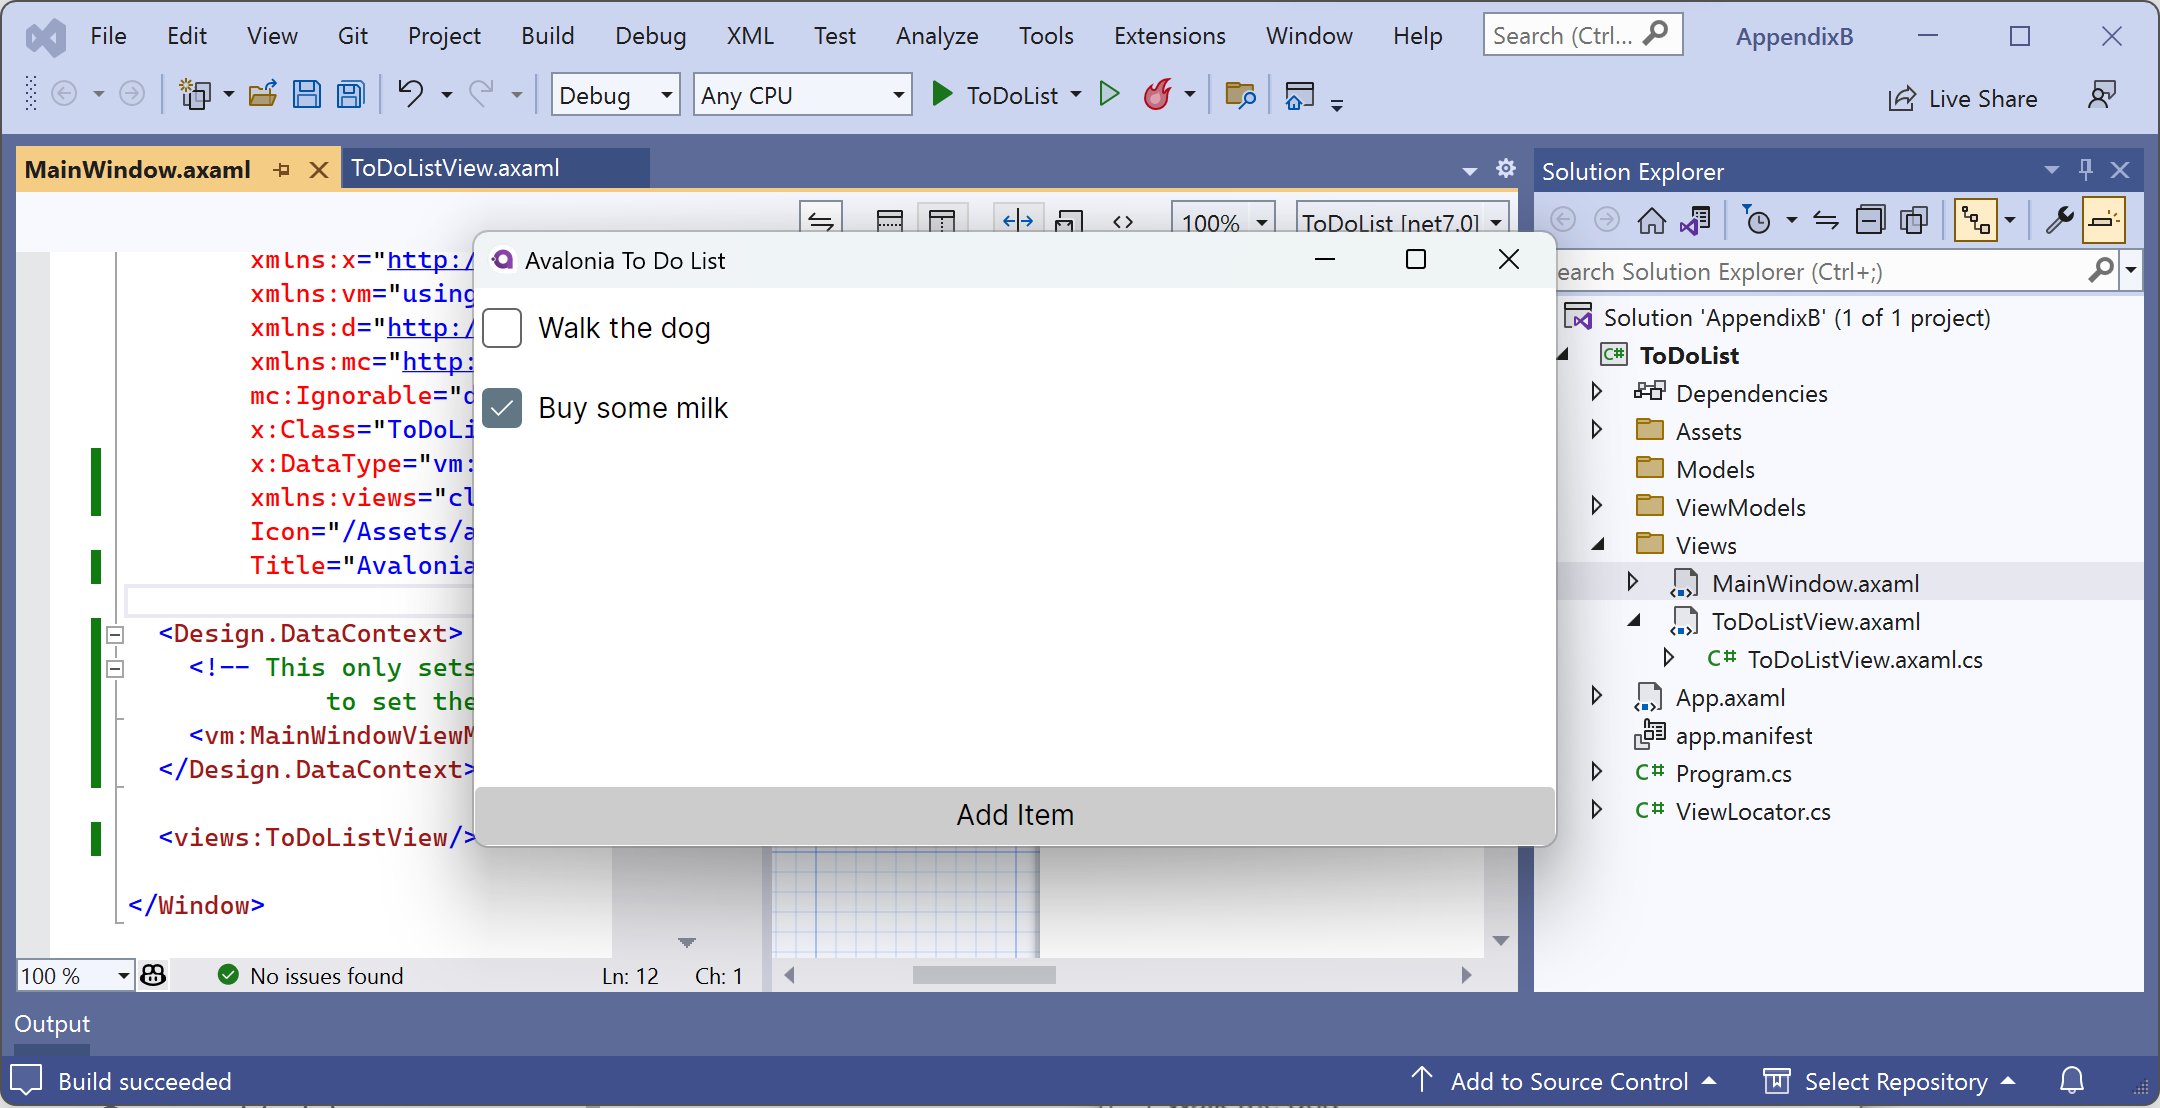 File Edit View Git Project Build Debug XML Test Analyze Tools Extensions Window Help Search (Ctrl... AppendixB
Debug Any CPU ToDoList Live Share
MainWindow.axaml ToDoListView.axaml
100% ToDoList [net7.0]
xmlns:x="http:/
xmlns:vm="using
xmlns:d="http:/
xmlns:mc="http:
mc:Ignorable="d
x:Class="ToDoLi
x:DataType="vm:
xmlns:views="cl
Icon="/Assets/a
Title="Avalonia
<Design.DataContext>
<!-- This only sets
to set the
<vm:MainWindowViewM
</Design.DataContext>
<views:ToDoListView/>
</Window>
100 % No issues found Ln: 12 Ch: 1
Avalonia To Do List
Walk the dog
Buy some milk
Add Item
Solution Explorer
earch Solution Explorer (Ctrl+;)
Solution 'AppendixB' (1 of 1 project)
C# ToDoList
Dependencies
Assets
Models
ViewModels
Views
MainWindow.axaml
ToDoListView.axaml
C# ToDoListView.axaml.cs
App.axaml
app.manifest
C# Program.cs
C# ViewLocator.cs
Output
Build succeeded Add to Source Control Select Repository